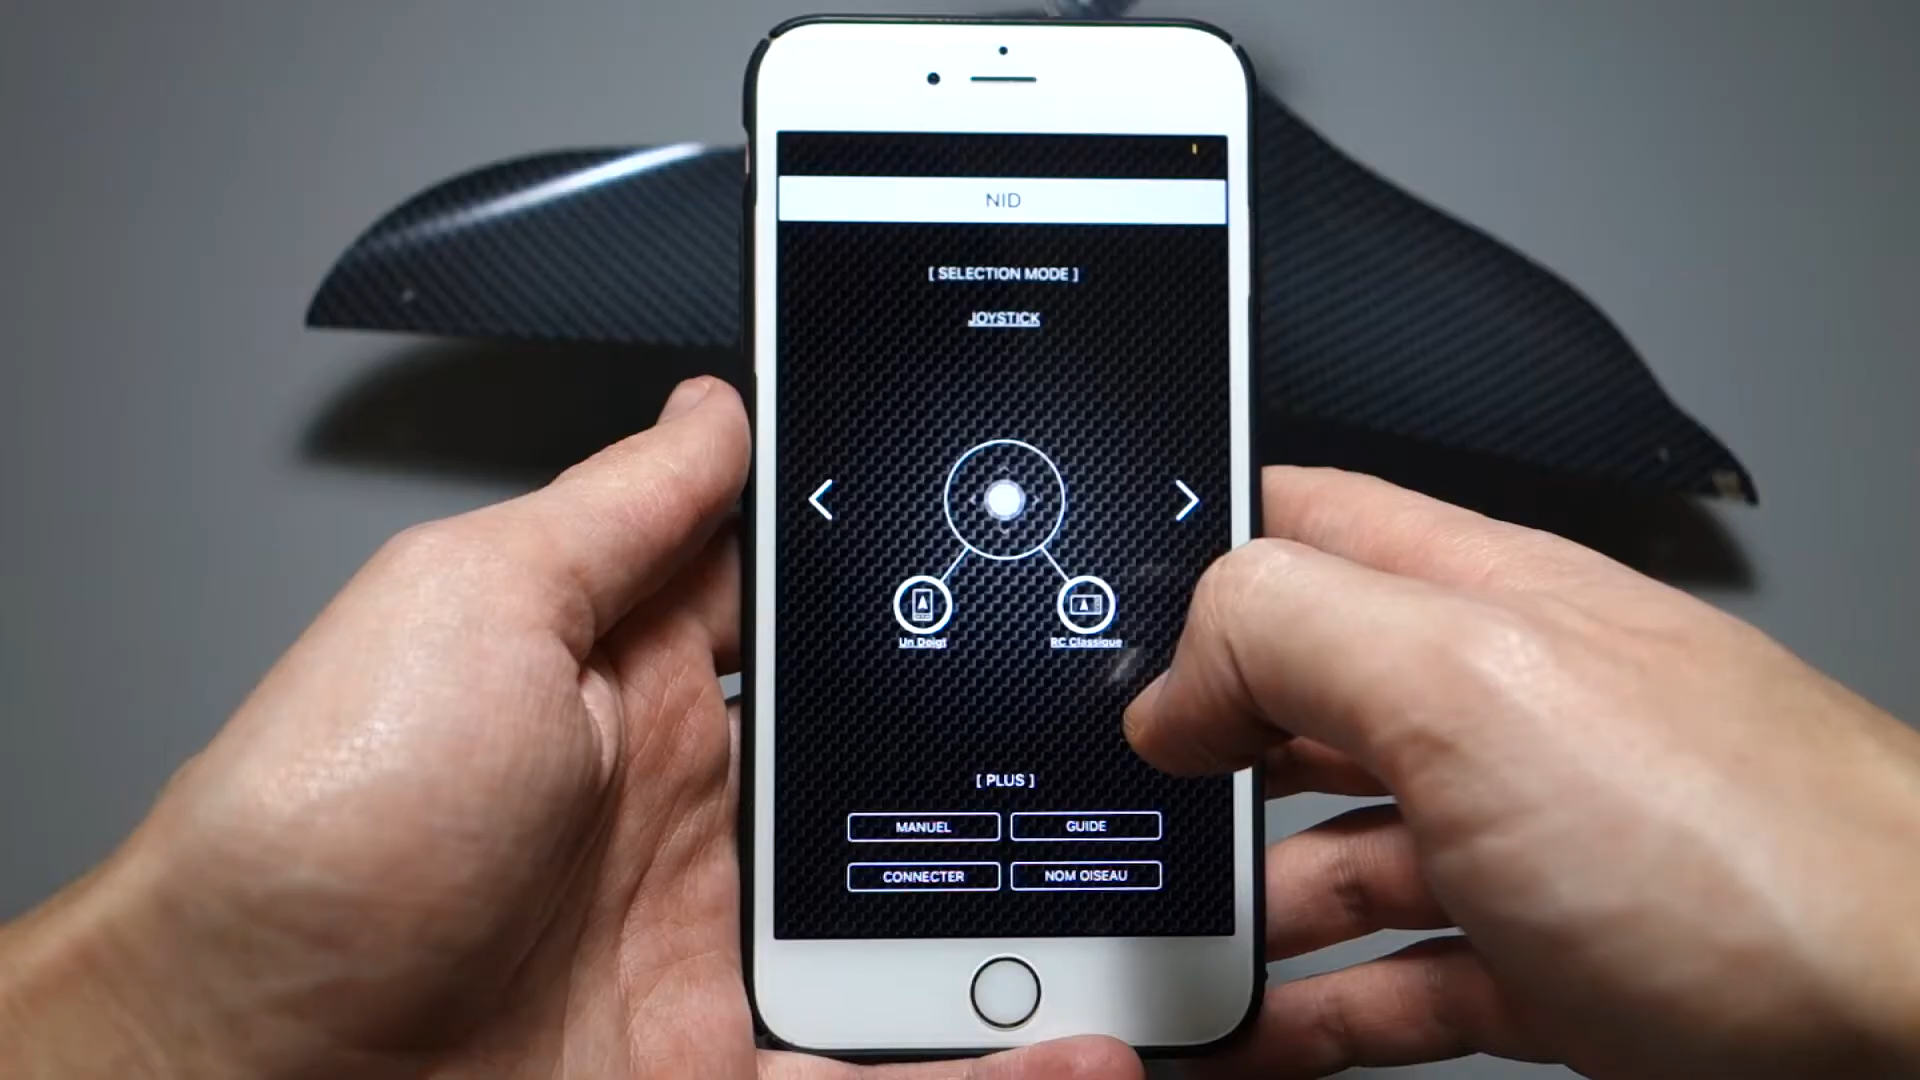 NID
[ SELECTION MODE ]
JOYSTICK
Un Doigt
RC Classique
[ PLUS ]
MANUEL
GUIDE
CONNECTER
NOM OISEAU